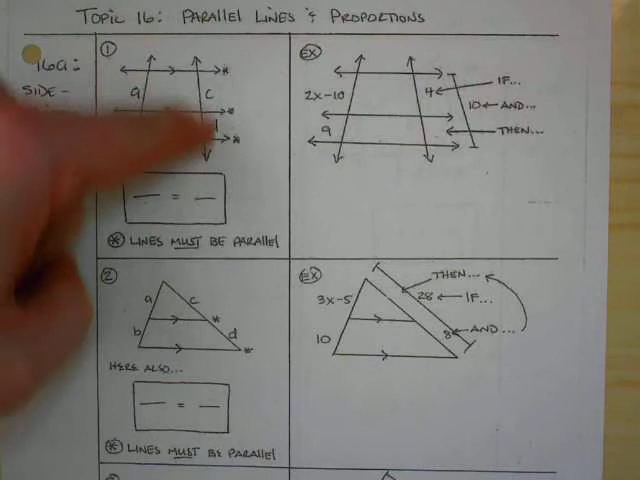 TOPIC 16: PARALLEL LINES & PROPORTIONS
16a:
SIDE-
①
a
c
*
*
*
— = —
⊛ LINES MUST BE PARALLEL
EX
2x-10
9
4
IF...
10
AND...
THEN...
②
a
c
b
d
*
*
HERE ALSO...
— = —
⊛ LINES MUST BE PARALLEL
EX
3x-5
10
THEN...
28
IF...
8
AND...